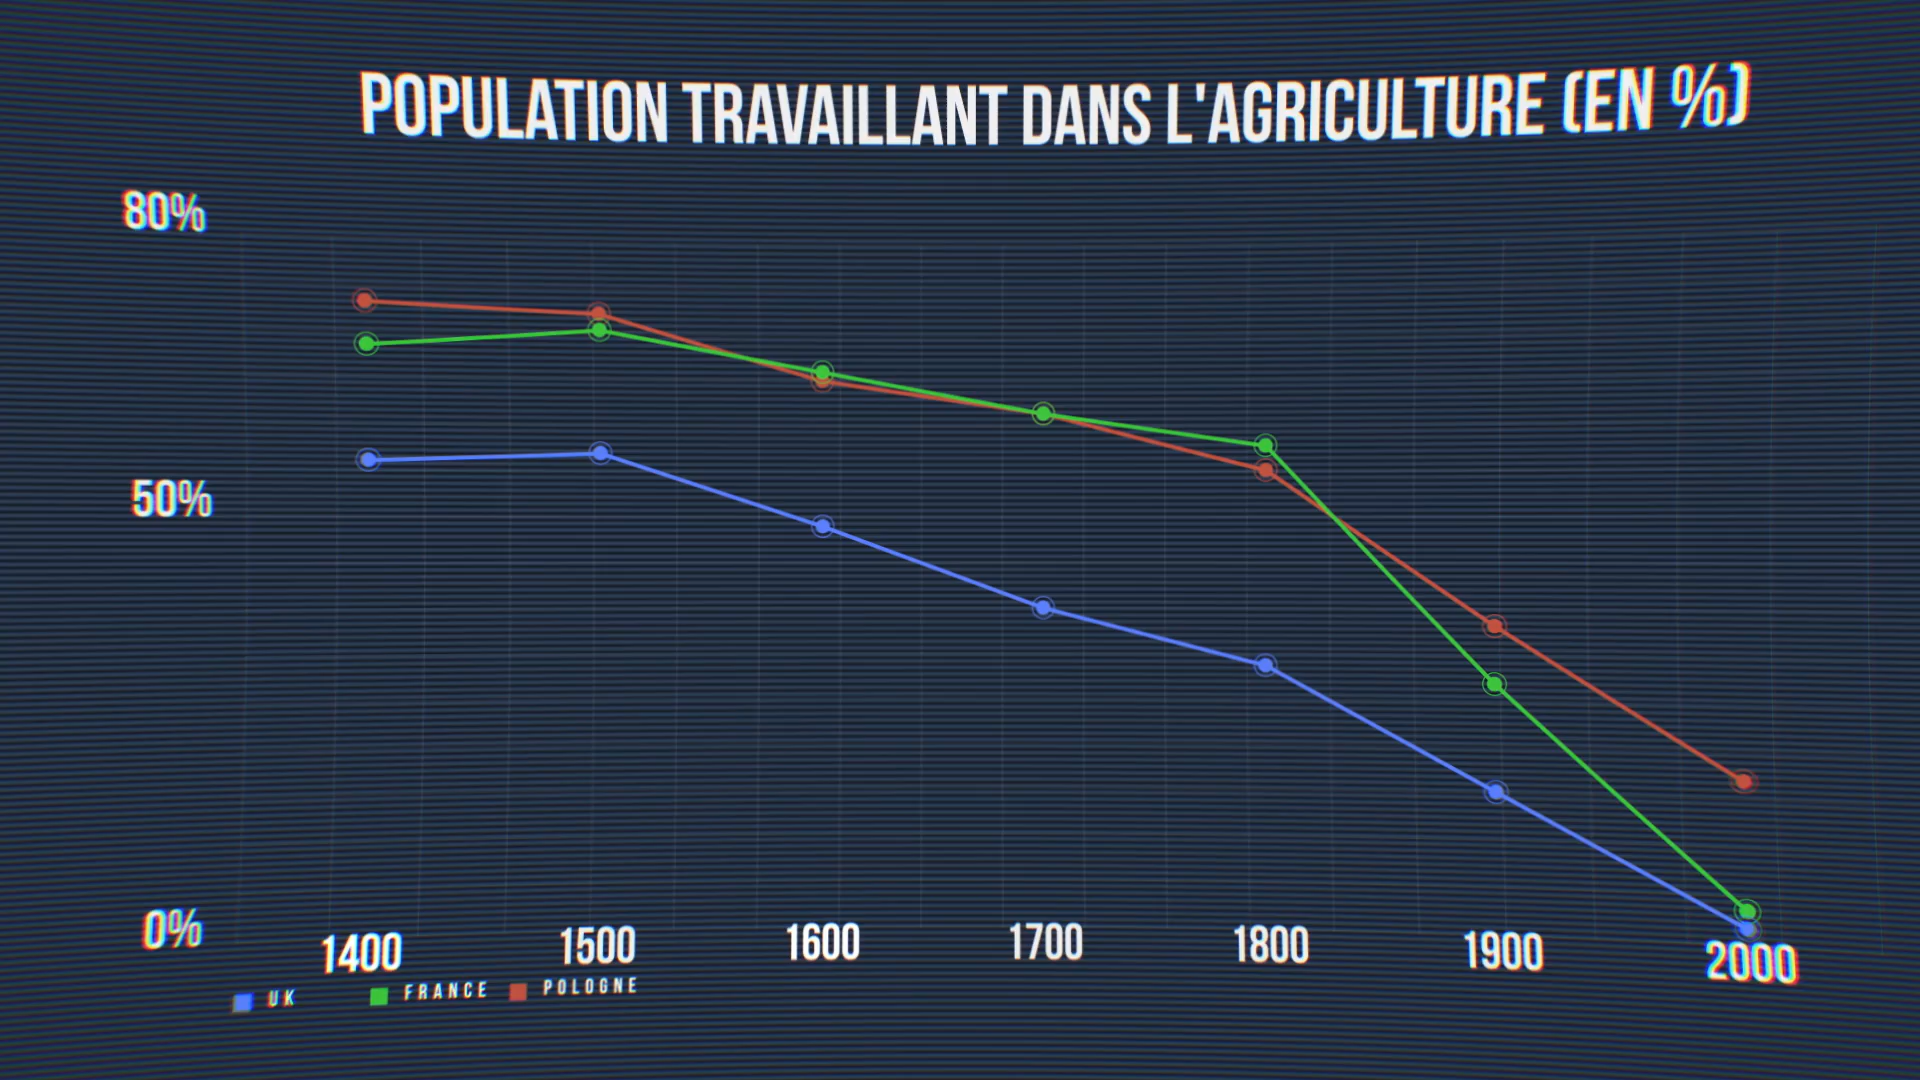 POPULATION TRAVAILLANT DANS L'AGRICULTURE (EN %)
80%
50%
0%
1400 1500 1600 1700 1800 1900 2000
UK FRANCE POLOGNE